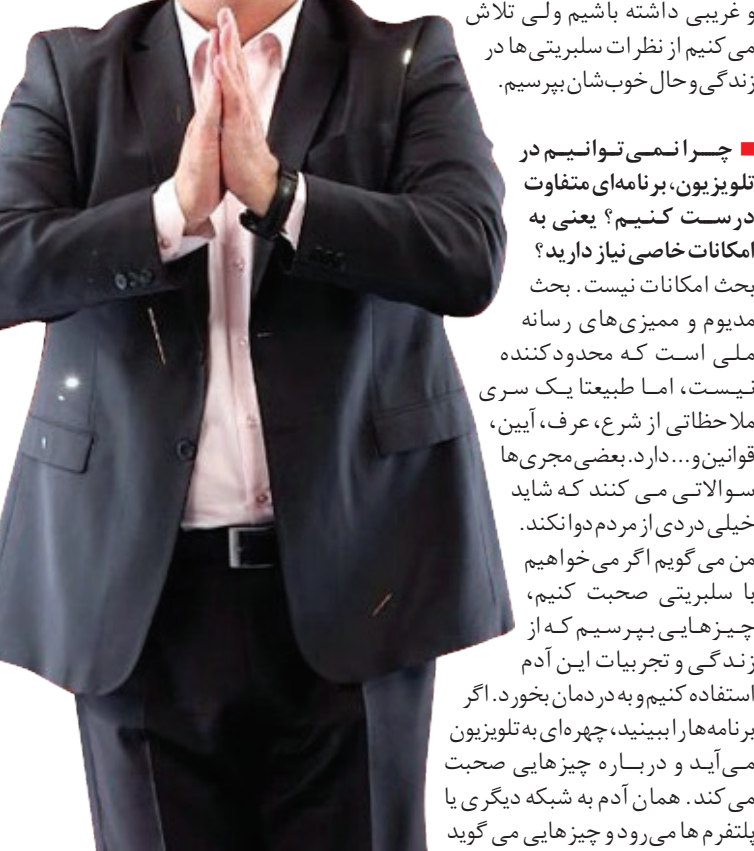 و غریبی داشته باشیم ولی تلاش
می کنیم از نظرات سلبریتی‌ها در
زندگی و حال خوب‌شان بپرسیم.
■ چرا نمی‌توانیم در
تلویزیون، برنامه‌ای متفاوت
درست کنیم؟ یعنی به
امکانات خاصی نیاز دارید؟
بحث امکانات نیست. بحث
مدیوم و ممیزی‌های رسانه
ملی است که محدودکننده
نیست، اما طبیعتا یک سری
ملاحظاتی از شرع، عرف، آیین،
قوانین و... دارد. بعضی مجری‌ها
سوالاتی می کنند که شاید
خیلی دردی از مردم دوا نکند.
من می گویم اگر می خواهیم
با سلبریتی صحبت کنیم،
چیزهایی بپرسیم که از
زندگی و تجربیات این آدم
استفاده کنیم و به دردمان بخورد. اگر
برنامه‌ها را ببینید، چهره‌ای به تلویزیون
می‌آید و درباره چیزهایی صحبت
می کند. همان آدم به شبکه دیگری یا
پلتفرم ها می‌رود و چیزهایی می گوید